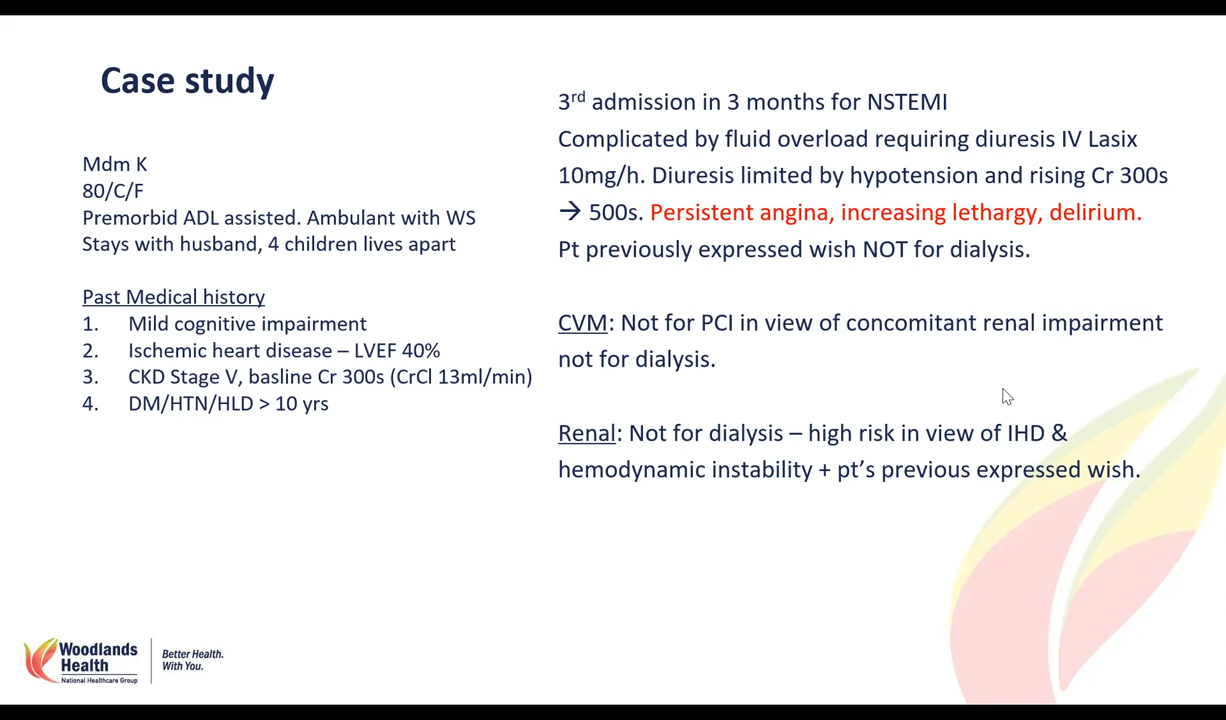 Case study
Mdm K
80/C/F
Premorbid ADL assisted. Ambulant with WS
Stays with husband, 4 children lives apart
Past Medical history
1. Mild cognitive impairment
2. Ischemic heart disease – LVEF 40%
3. CKD Stage V, basline Cr 300s (CrCl 13ml/min)
4. DM/HTN/HLD > 10 yrs
3rd admission in 3 months for NSTEMI
Complicated by fluid overload requiring diuresis IV Lasix
10mg/h. Diuresis limited by hypotension and rising Cr 300s
→ 500s. Persistent angina, increasing lethargy, delirium.
Pt previously expressed wish NOT for dialysis.
CVM: Not for PCI in view of concomitant renal impairment
not for dialysis.
Renal: Not for dialysis – high risk in view of IHD &
hemodynamic instability + pt's previous expressed wish.
Woodlands
Health
National Healthcare Group
Better Health.
With You.